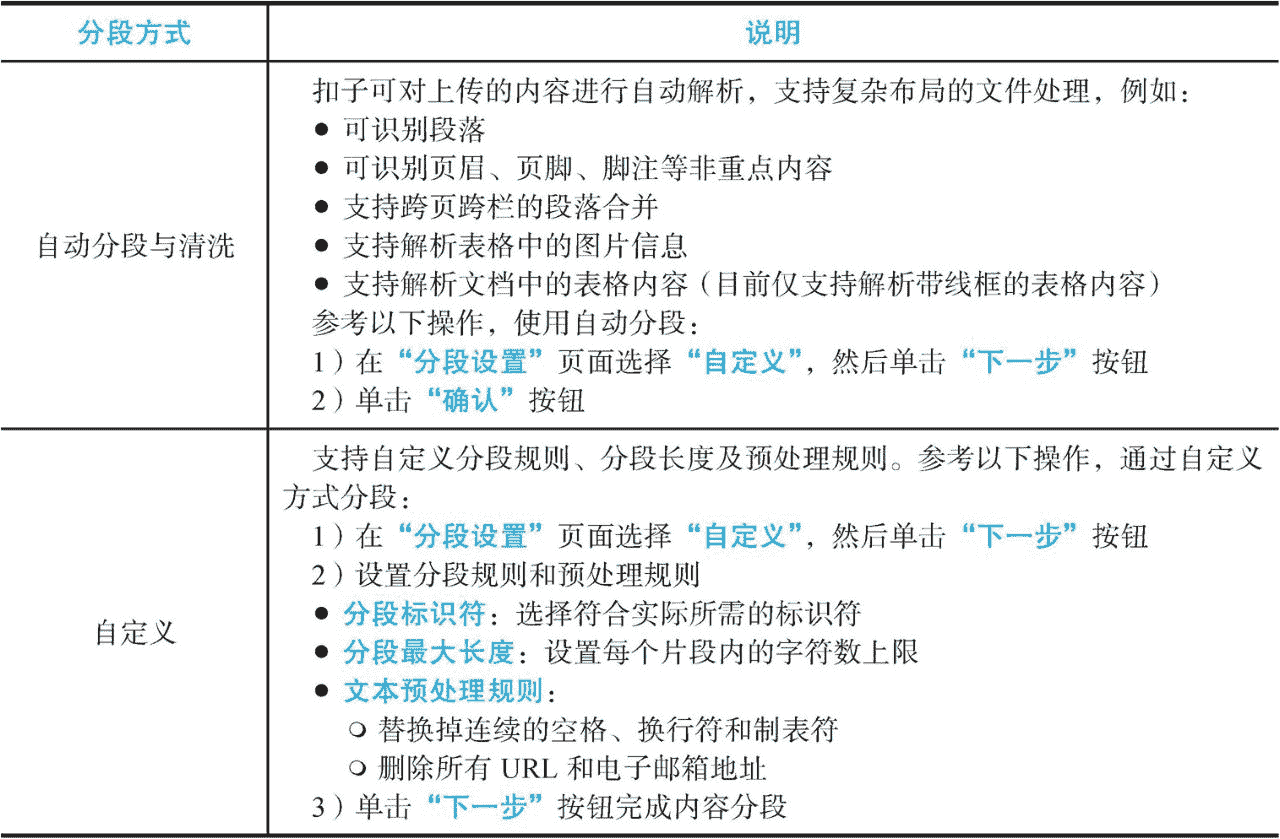 分段方式 说明
扣子可对上传的内容进行自动解析，支持复杂布局的文件处理，例如：
● 可识别段落
● 可识别页眉、页脚、脚注等非重点内容
● 支持跨页跨栏的段落合并
自动分段与清洗
● 支持解析表格中的图片信息
● 支持解析文档中的表格内容（目前仅支持解析带线框的表格内容）
参考以下操作，使用自动分段：
1）在“分段设置”页面选择“自定义”，然后单击“下一步”按钮
2）单击“确认”按钮
支持自定义分段规则、分段长度及预处理规则。参考以下操作，通过自定义
方式分段：
1）在“分段设置”页面选择“自定义”，然后单击“下一步”按钮
2）设置分段规则和预处理规则
● 分段标识符：选择符合实际所需的标识符
自定义
● 分段最大长度：设置每个片段内的字符数上限
● 文本预处理规则：
○ 替换掉连续的空格、换行符和制表符
○ 删除所有 URL 和电子邮箱地址
3）单击“下一步”按钮完成内容分段